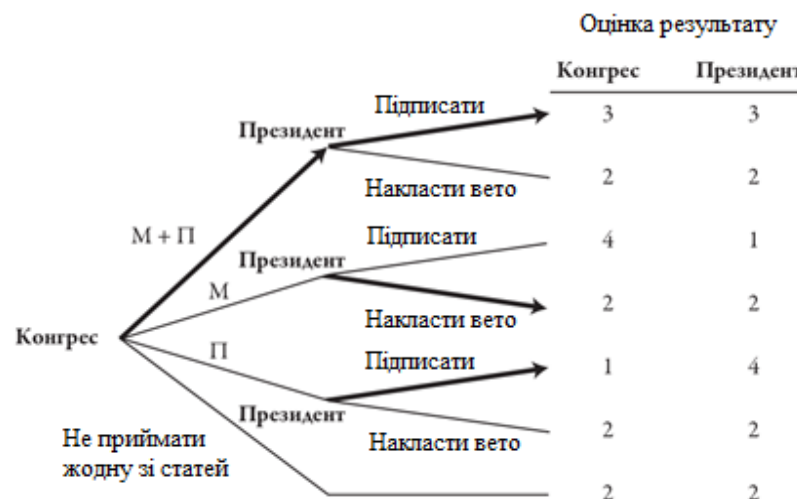 Оцінка результату
Конгрес Президент
Підписати 3 3
Президент
Накласти вето 2 2
М + П
Підписати 4 1
Президент
М
Накласти вето 2 2
Конгрес
П
Підписати 1 4
Президент
Не приймати
жодну зі статей
Накласти вето 2 2
2 2